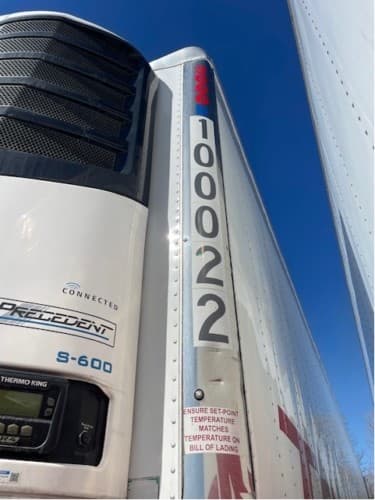 100022
CONNECTED
PRECEDENT
S-600
THERMO KING
ENSURE SET-POINT
TEMPERATURE
MATCHES
TEMPERATURE ON
BILL OF LADING